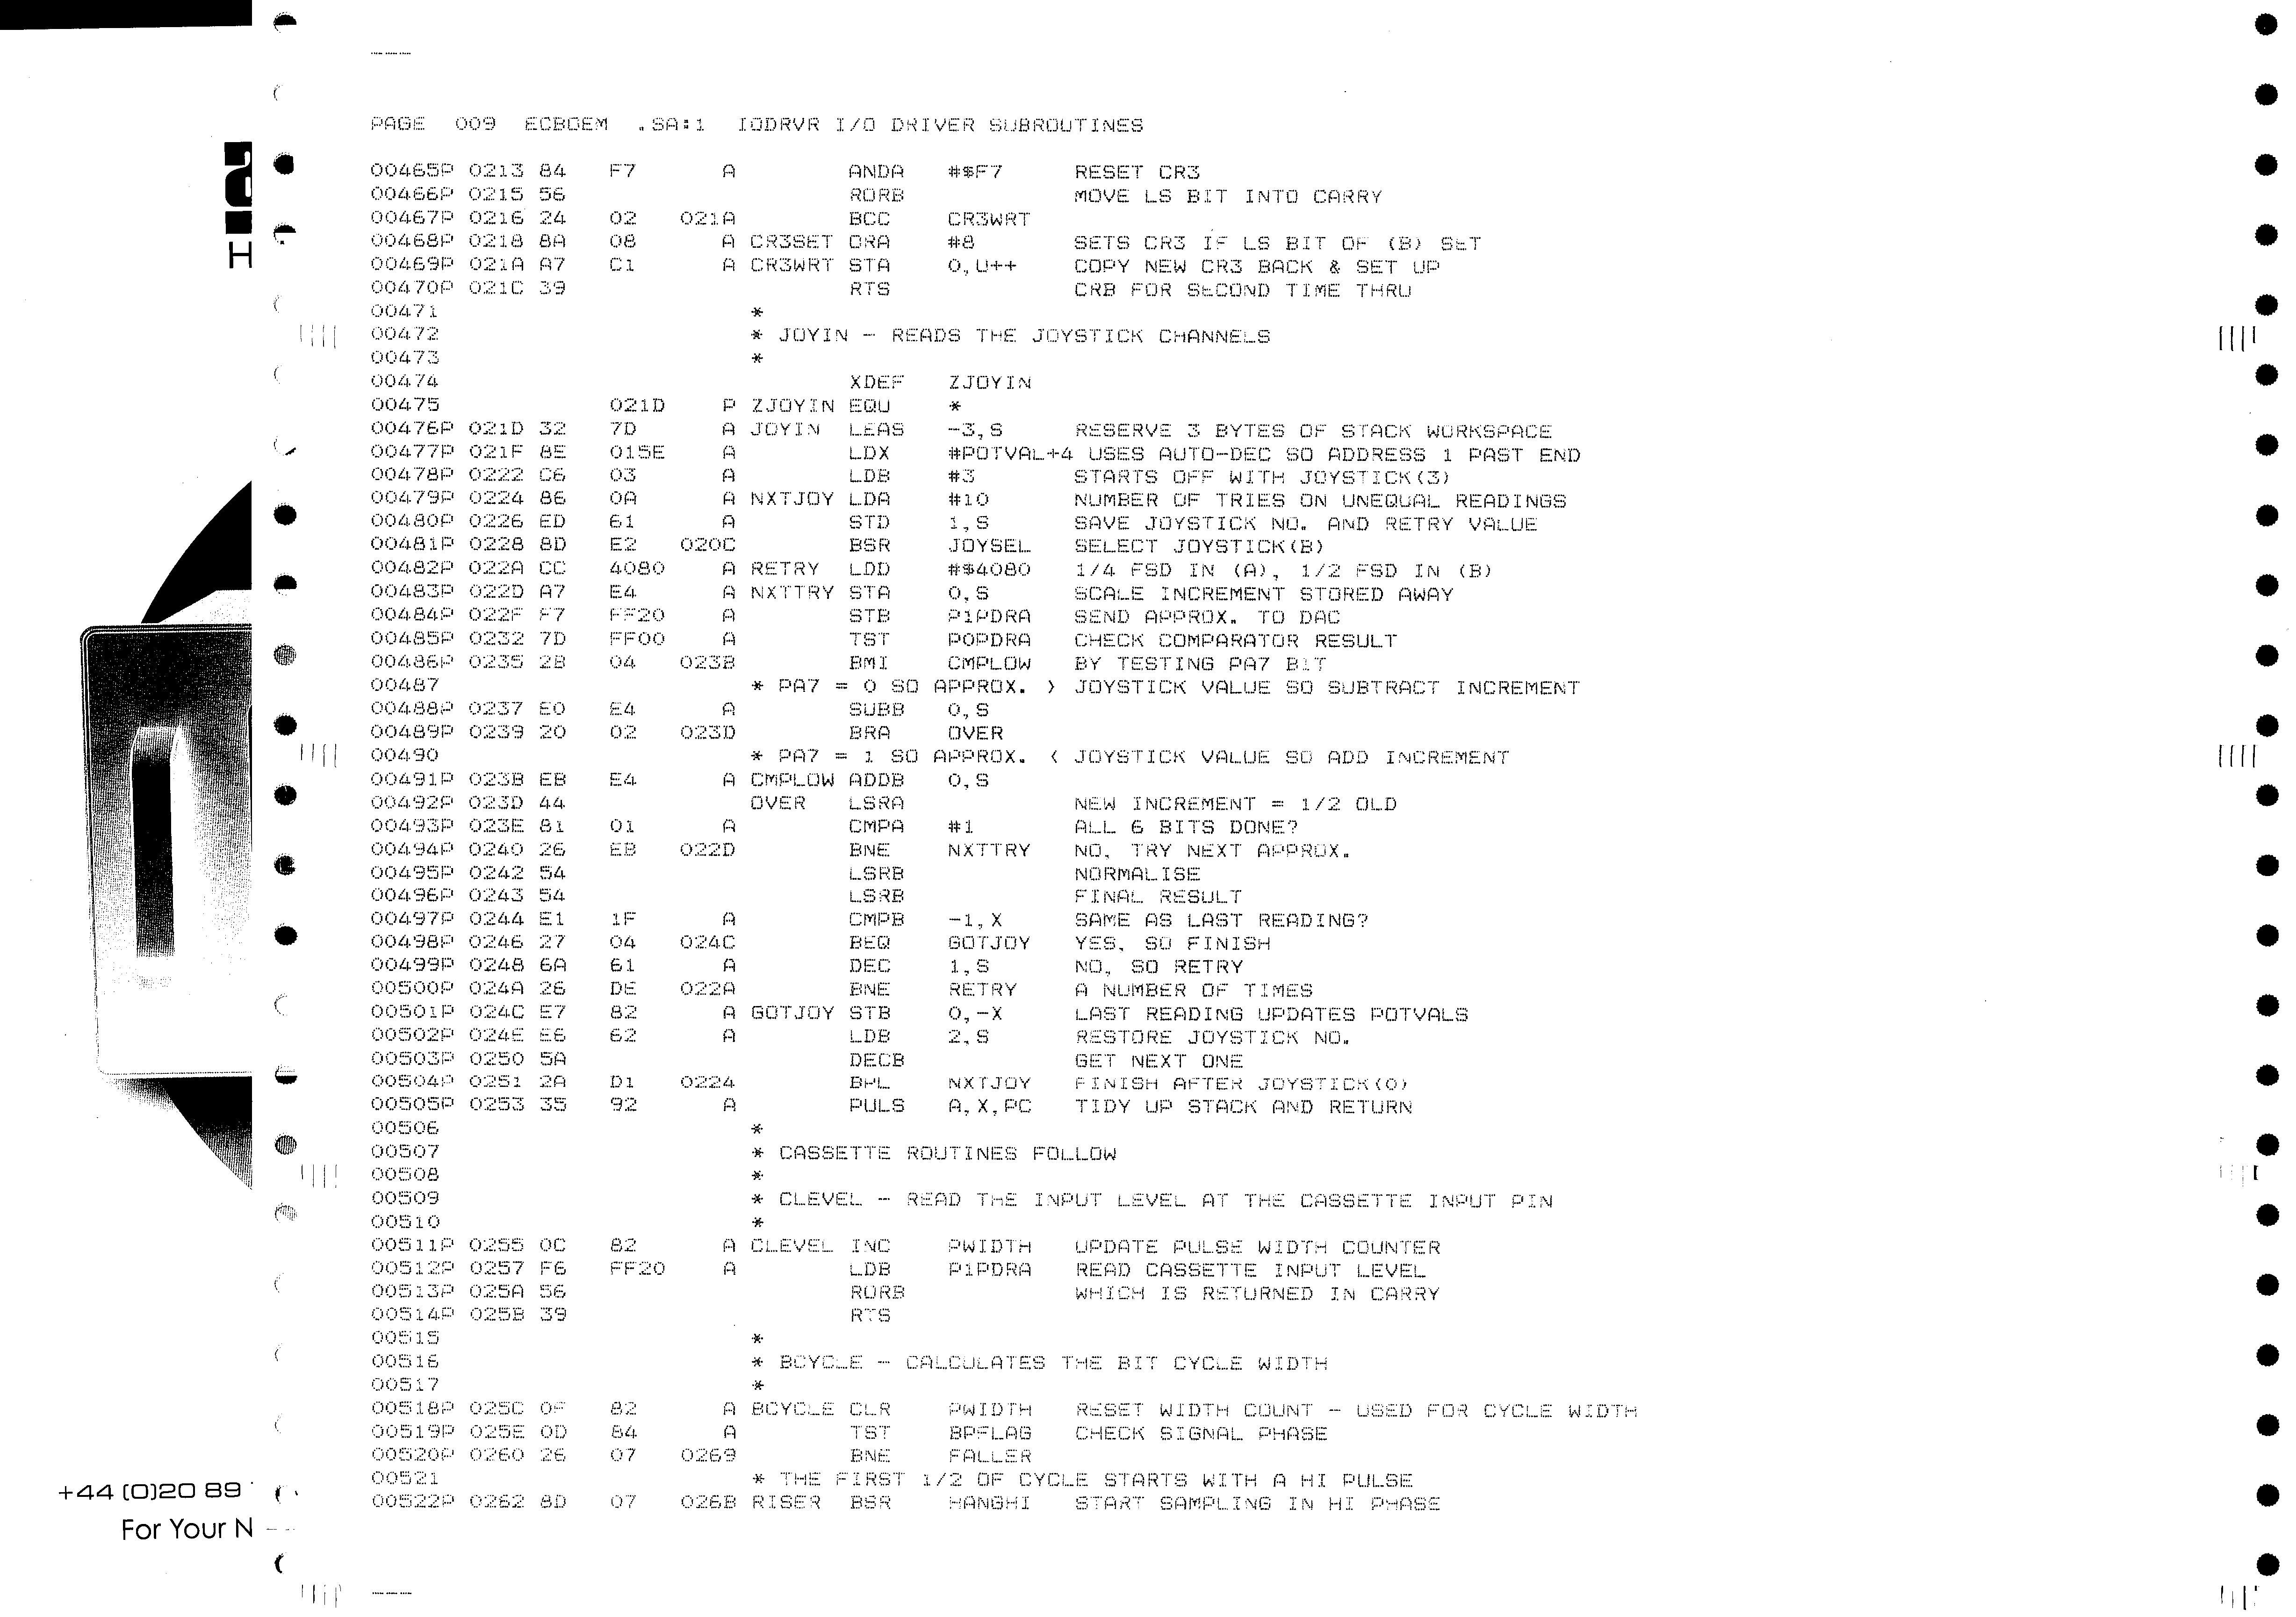 PAGE  009  ECBOEM  .SA:1  IODRVR I/O DRIVER SUBROUTINES
00465P 0213 84   F7      A        ANDA   #$F7     RESET CR3
00466P 0215 56                    RORB            MOVE LS BIT INTO CARRY
00467P 0216 24   02   021A        BCC    CR3WRT
00468P 0218 8A   08      A CR3SET ORA    #8       SETS CR3 IF LS BIT OF (B) SET
00469P 021A A7   C1      A CR3WRT STA    0,U++    COPY NEW CR3 BACK & SET UP
00470P 021C 39                    RTS             CRB FOR SECOND TIME THRU
00471                      *
00472                      * JOYIN - READS THE JOYSTICK CHANNELS
00473                      *
00474                             XDEF   ZJOYIN
00475            021D    P ZJOYIN EQU    *
00476P 021D 32   7D      A JOYIN  LEAS   -3,S     RESERVE 3 BYTES OF STACK WORKSPACE
00477P 021F 8E   015E    A        LDX    #POTVAL+4 USES AUTO-DEC SO ADDRESS 1 PAST END
00478P 0222 C6   03      A        LDB    #3       STARTS OFF WITH JOYSTICK(3)
00479P 0224 86   0A      A NXTJOY LDA    #10      NUMBER OF TRIES ON UNEQUAL READINGS
00480P 0226 ED   61      A        STD    1,S      SAVE JOYSTICK NO. AND RETRY VALUE
00481P 0228 8D   E2   020C        BSR    JOYSEL   SELECT JOYSTICK(B)
00482P 022A CC   4080    A RETRY  LDD    #$4080   1/4 FSD IN (A), 1/2 FSD IN (B)
00483P 022D A7   E4      A NXTTRY STA    0,S      SCALE INCREMENT STORED AWAY
00484P 022F F7   FF20    A        STB    P1PDRA   SEND APPROX. TO DAC
00485P 0232 7D   FF00    A        TST    P0PDRA   CHECK COMPARATOR RESULT
00486P 0235 2B   04   023B        BMI    CMPLOW   BY TESTING PA7 BIT
00487                      * PA7 = 0 SO APPROX. > JOYSTICK VALUE SO SUBTRACT INCREMENT
00488P 0237 E0   E4      A        SUBB   0,S
00489P 0239 20   02   023D        BRA    OVER
00490                      * PA7 = 1 SO APPROX. < JOYSTICK VALUE SO ADD INCREMENT
00491P 023B EB   E4      A CMPLOW ADDB   0,S
00492P 023D 44             OVER   LSRA            NEW INCREMENT = 1/2 OLD
00493P 023E 81   01      A        CMPA   #1       ALL 6 BITS DONE?
00494P 0240 26   EB   022D        BNE    NXTTRY   NO, TRY NEXT APPROX.
00495P 0242 54                    LSRB            NORMALISE
00496P 0243 54                    LSRB            FINAL RESULT
00497P 0244 E1   1F      A        CMPB   -1,X     SAME AS LAST READING?
00498P 0246 27   04   024C        BEQ    GOTJOY   YES, SO FINISH
00499P 0248 6A   61      A        DEC    1,S      NO, SO RETRY
00500P 024A 26   DE   022A        BNE    RETRY    A NUMBER OF TIMES
00501P 024C E7   82      A GOTJOY STB    0,-X     LAST READING UPDATES POTVALS
00502P 024E E6   62      A        LDB    2,S      RESTORE JOYSTICK NO.
00503P 0250 5A                    DECB            GET NEXT ONE
00504P 0251 2A   D1   0224        BPL    NXTJOY   FINISH AFTER JOYSTICK(0)
00505P 0253 35   92      A        PULS   A,X,PC   TIDY UP STACK AND RETURN
00506                      *
00507                      * CASSETTE ROUTINES FOLLOW
00508                      *
00509                      * CLEVEL - READ THE INPUT LEVEL AT THE CASSETTE INPUT PIN
00510                      *
00511P 0255 0C   82      A CLEVEL INC    PWIDTH   UPDATE PULSE WIDTH COUNTER
00512P 0257 F6   FF20    A        LDB    P1PDRA   READ CASSETTE INPUT LEVEL
00513P 025A 56                    RORB            WHICH IS RETURNED IN CARRY
00514P 025B 39                    RTS
00515                      *
00516                      * BCYCLE - CALCULATES THE BIT CYCLE WIDTH
00517                      *
00518P 025C 0F   82      A BCYCLE CLR    PWIDTH   RESET WIDTH COUNT - USED FOR CYCLE WIDTH
00519P 025E 0D   84      A        TST    BPFLAG   CHECK SIGNAL PHASE
00520P 0260 26   07   0269        BNE    FALLER
00521                      * THE FIRST 1/2 OF CYCLE STARTS WITH A HI PULSE
00522P 0262 8D   07   026B RISER  BSR    HANGHI   START SAMPLING IN HI PHASE
H
+44 (0)20 89
For Your N